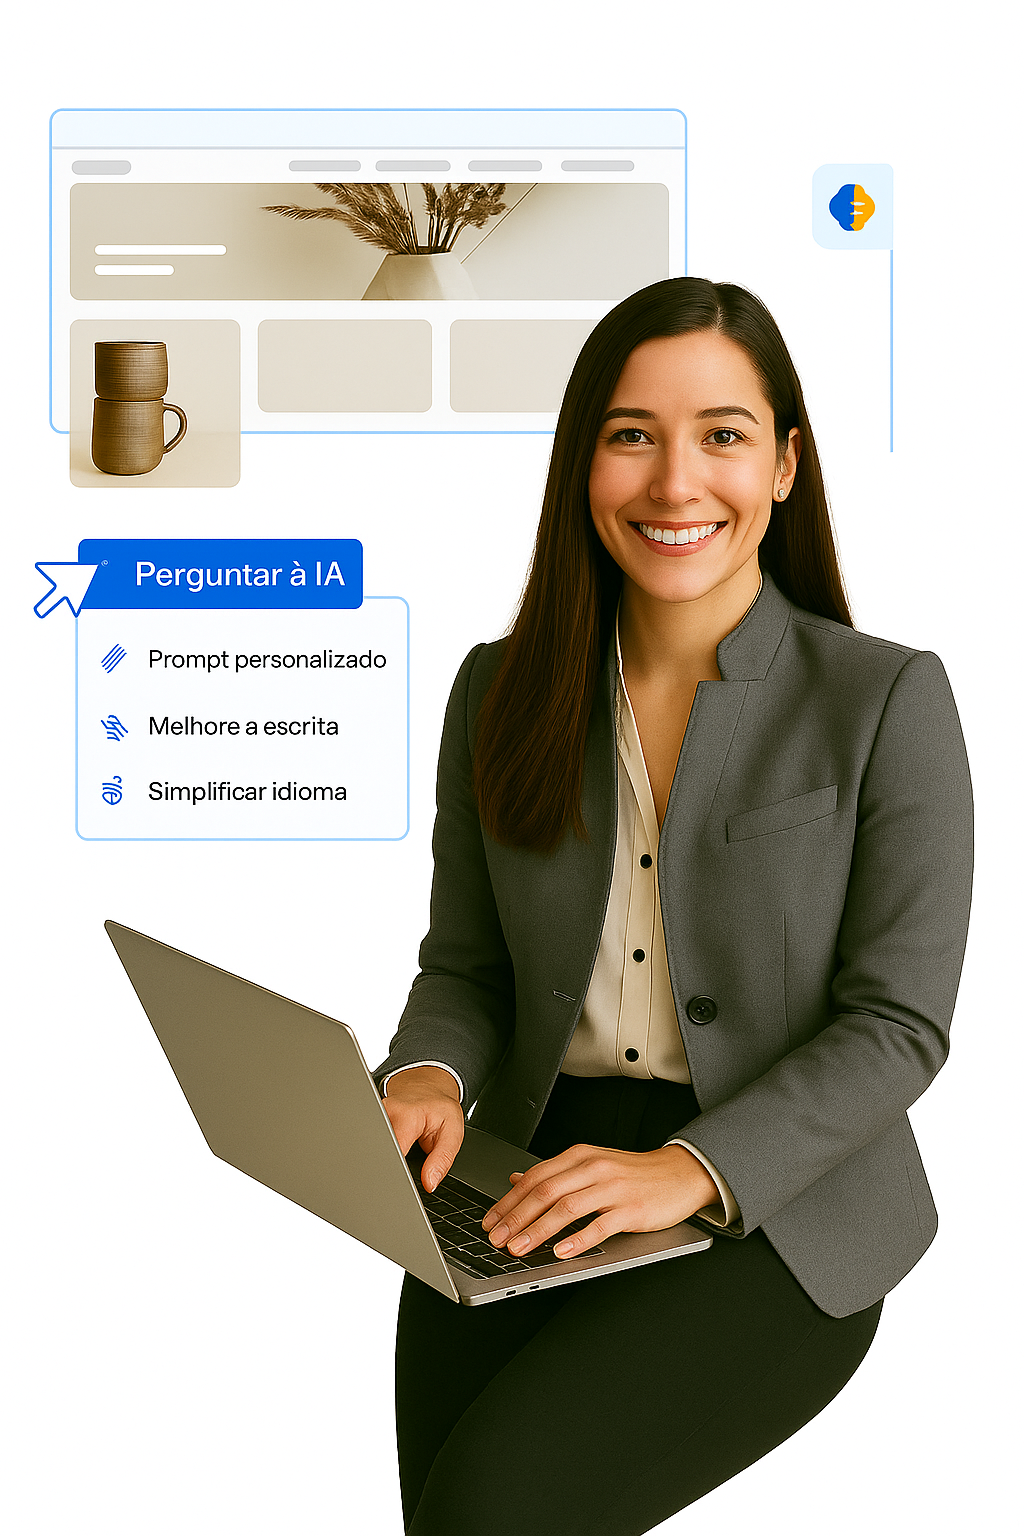 Perguntar à IA
Prompt personalizado
Melhore a escrita
Simplificar idioma